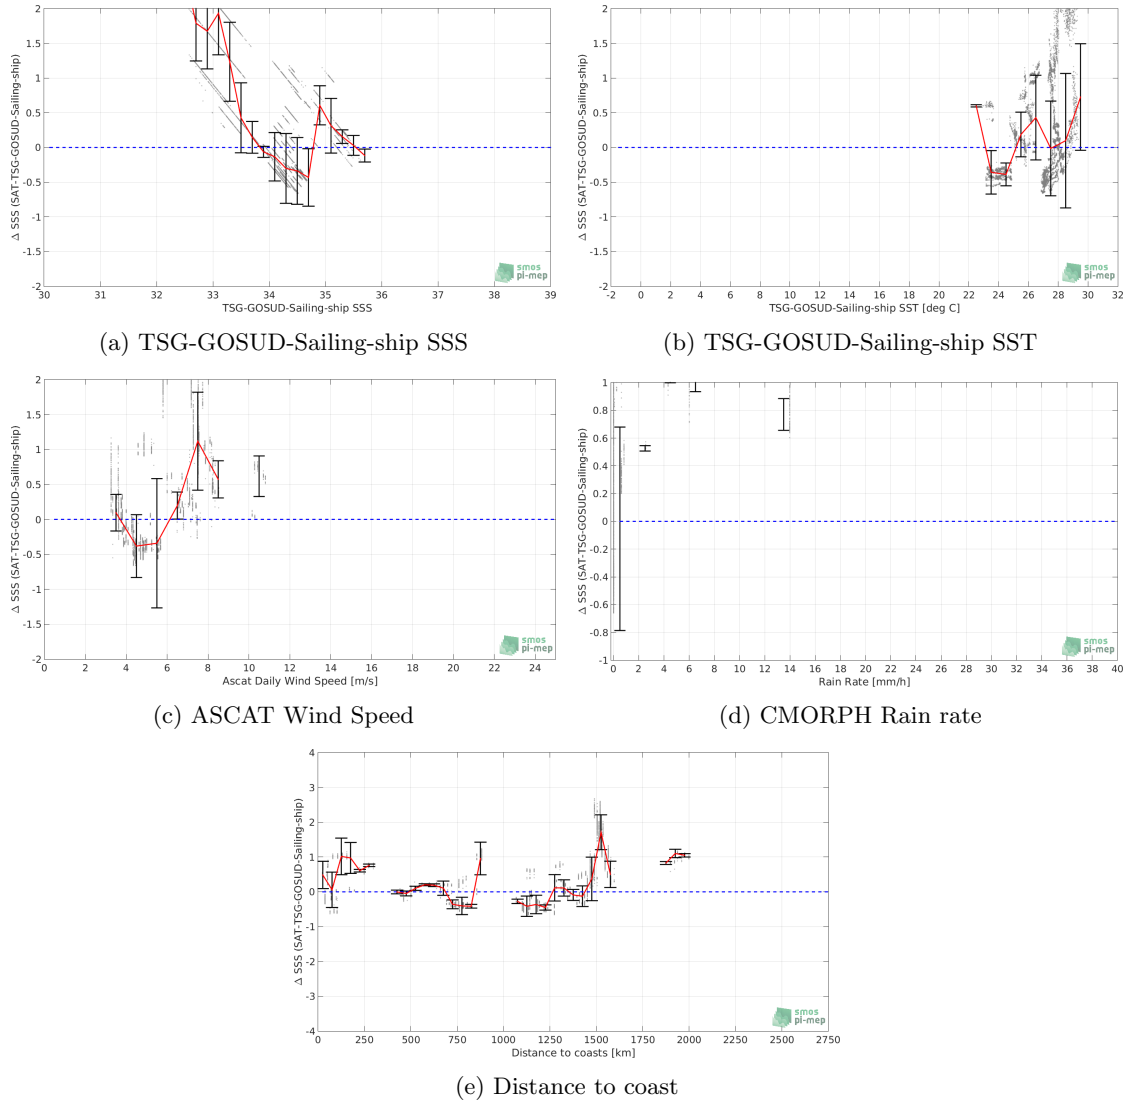 Δ SSS (SAT-TSG-GOSUD-Sailing-ship)
2
1.5
1
0.5
0
-0.5
-1
-1.5
-2
30 31 32 33 34 35 36 37 38 39
TSG-GOSUD-Sailing-ship SSS
smos
pi-mep
(a) TSG-GOSUD-Sailing-ship SSS
Δ SSS (SAT-TSG-GOSUD-Sailing-ship)
2
1.5
1
0.5
0
-0.5
-1
-1.5
-2
-2 0 2 4 6 8 10 12 14 16 18 20 22 24 26 28 30 32
TSG-GOSUD-Sailing-ship SST [deg C]
smos
pi-mep
(b) TSG-GOSUD-Sailing-ship SST
Δ SSS (SAT-TSG-GOSUD-Sailing-ship)
2
1.5
1
0.5
0
-0.5
-1
-1.5
-2
0 2 4 6 8 10 12 14 16 18 20 22 24
Ascat Daily Wind Speed [m/s]
smos
pi-mep
(c) ASCAT Wind Speed
Δ SSS (SAT-TSG-GOSUD-Sailing-ship)
1
0.8
0.6
0.4
0.2
0
-0.2
-0.4
-0.6
-0.8
-1
0 2 4 6 8 10 12 14 16 18 20 22 24 26 28 30 32 34 36 38 40
Rain Rate [mm/h]
smos
pi-mep
(d) CMORPH Rain rate
Δ SSS (SAT-TSG-GOSUD-Sailing-ship)
4
3
2
1
0
-1
-2
-3
-4
0 250 500 750 1000 1250 1500 1750 2000 2250 2500 2750
Distance to coasts [km]
smos
pi-mep
(e) Distance to coast